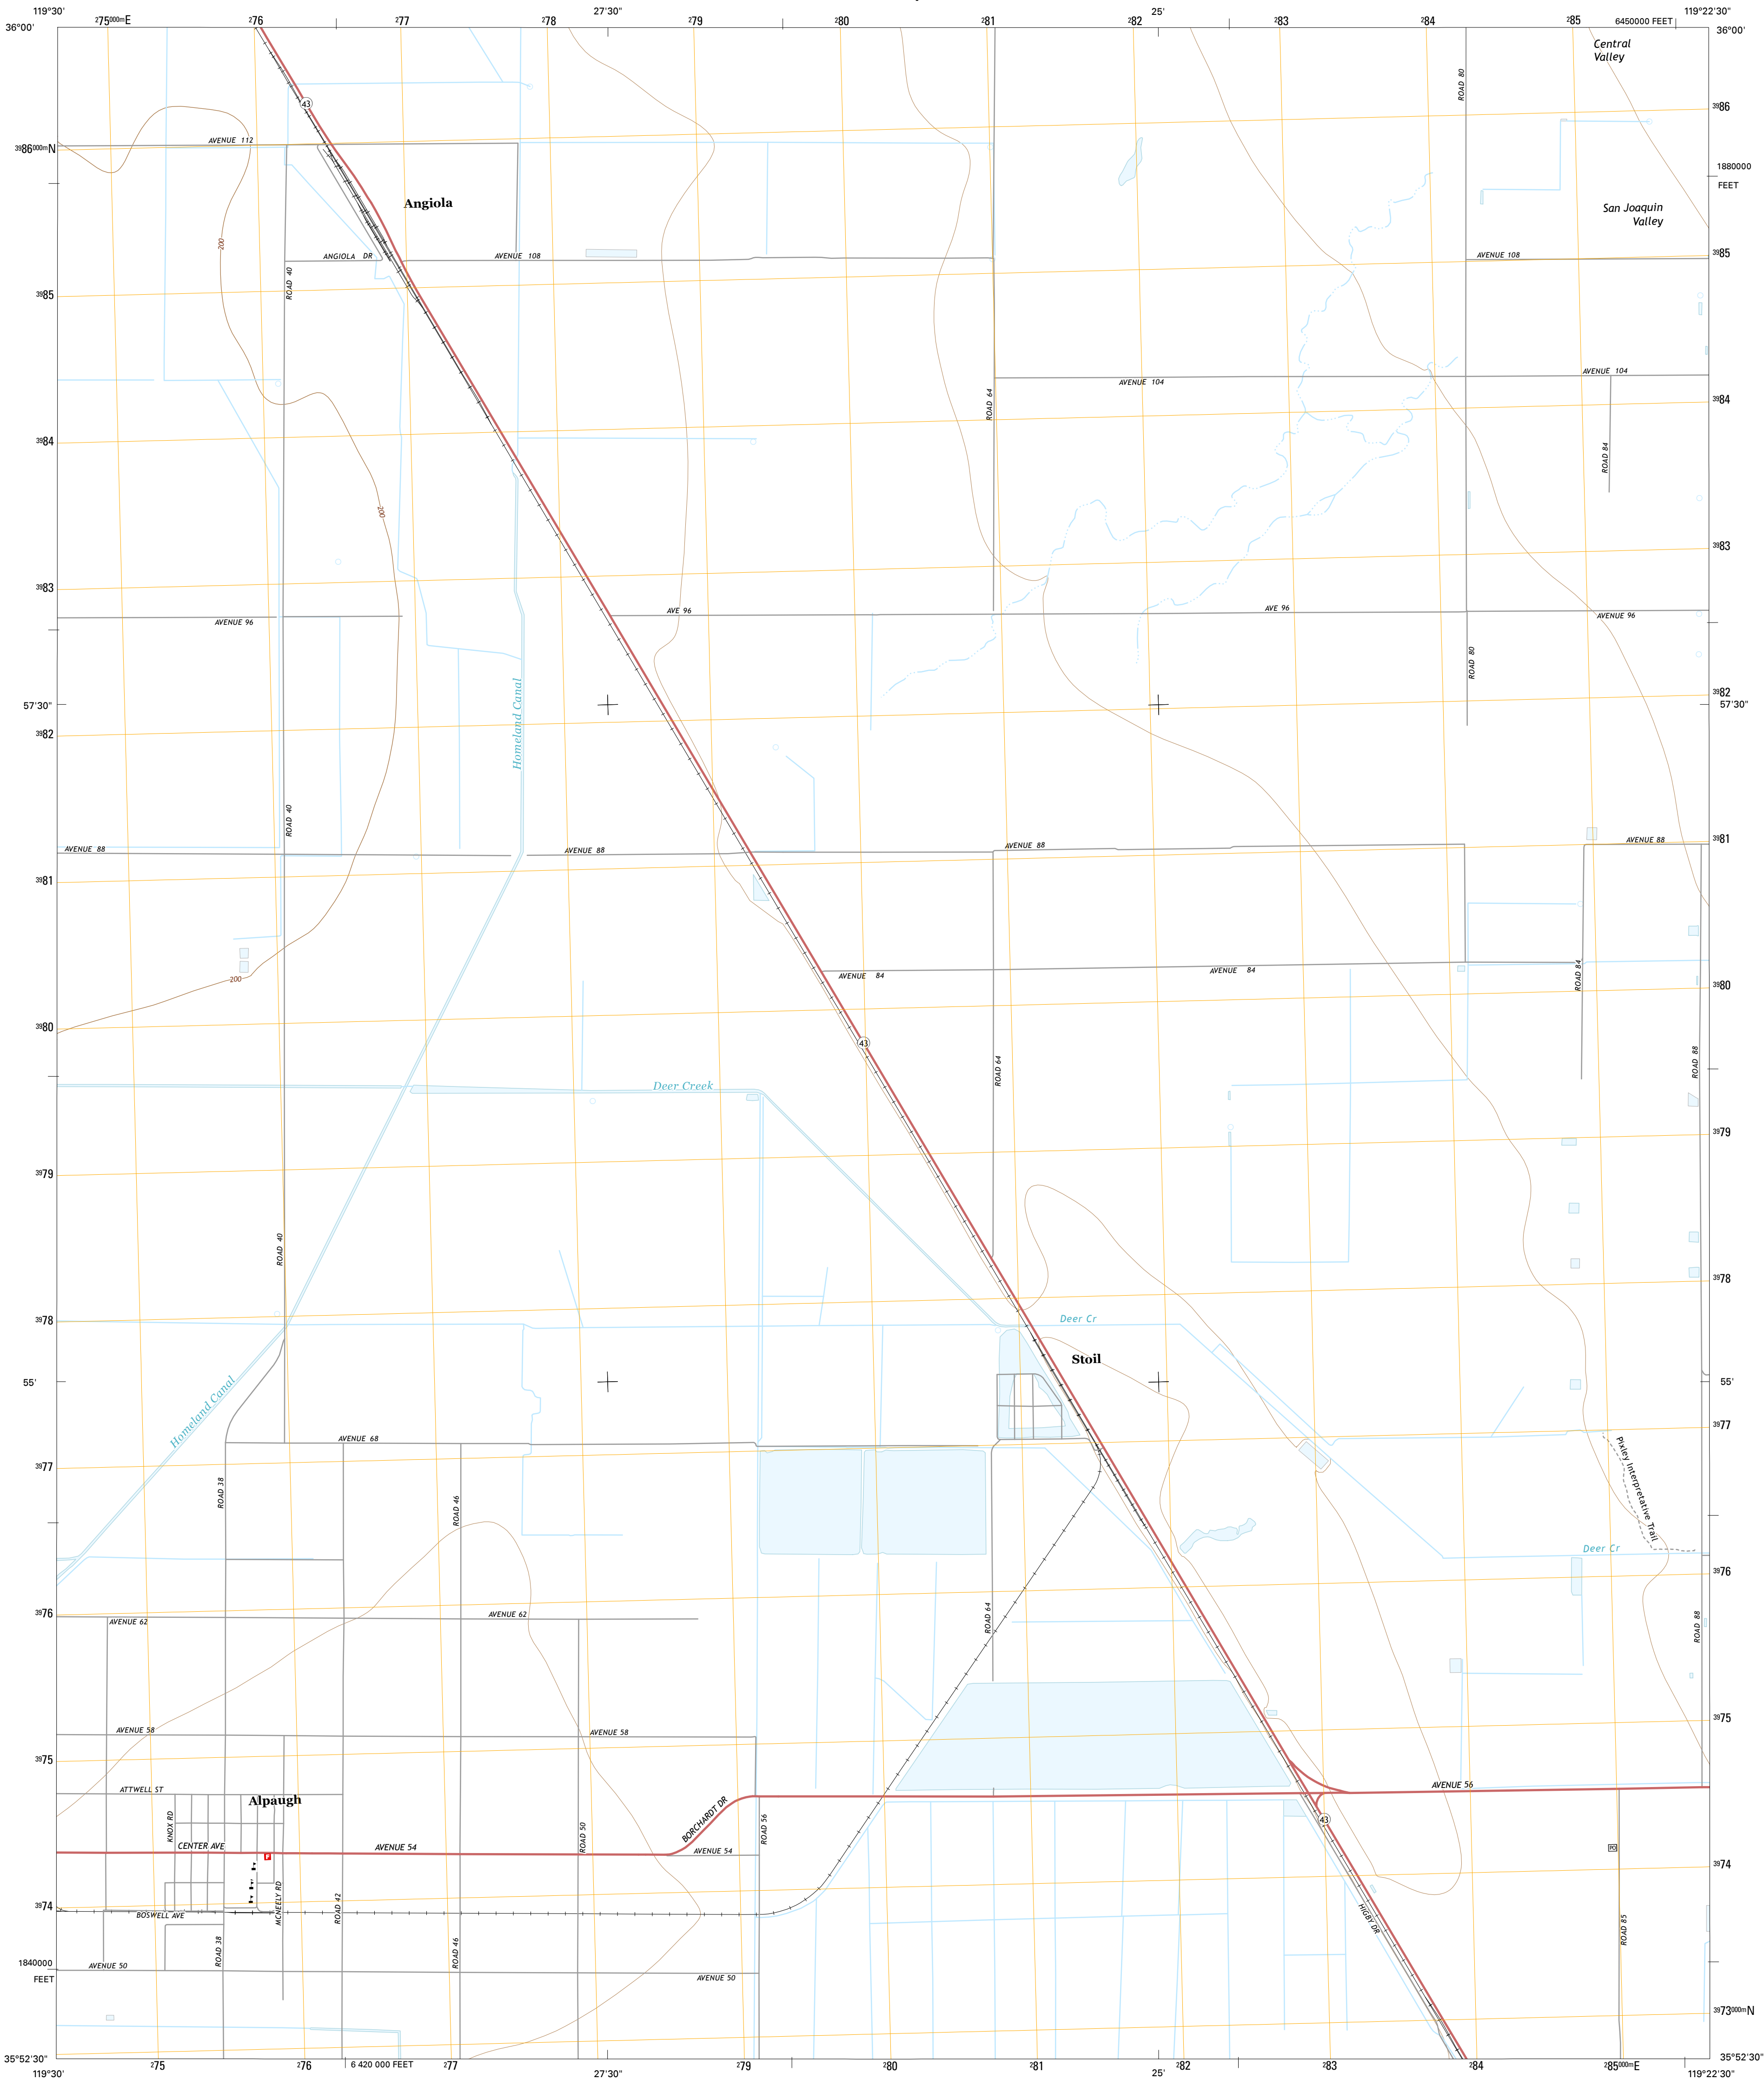 119°30' 275000mE 276 277 278 27'30" 279 280 281 282 25' 283 284 285 6450000 FEET 119°22'30"
36°00'
36°00'
Central
Valley
ROAD 80
43
3986
AVENUE 112
3986000mN
1880000
FEET
Angiola
San Joaquin
Valley
200
ANGIOLA DR
AVENUE 108
AVENUE 108
3985
ROAD 40
3985
AVENUE 104
AVENUE 104
ROAD 64
3984
3984
ROAD 84
200
3983
3983
AVENUE 96
AVE 96
AVE 96
AVENUE 96
ROAD 80
3982
57'30"
57'30"
Homeland Canal
3982
ROAD 40
3981
AVENUE 88
AVENUE 88
AVENUE 88
AVENUE 88
3981
200
AVENUE 84
AVENUE 84
ROAD 84
3980
3980
43
ROAD 64
ROAD 88
Deer Creek
3979
3979
ROAD 40
3978
3978
Deer Cr
Stoil
55'
55'
Homeland Canal
3977
AVENUE 68
3977
Pixley Interpretative Trail
ROAD 38
ROAD 46
Deer Cr
3976
3976
AVENUE 62
AVENUE 62
ROAD 64
ROAD 88
3975
AVENUE 58
AVENUE 58
3975
ATTWELL ST
AVENUE 56
Alpaugh
BORCHARDT DR
KNOX RD
ROAD 56
43
CENTER AVE
AVENUE 54
ROAD 50
AVENUE 54
F
PO
3974
3974
MCNEELY RD
ROAD 42
BOSWELL AVE
HIGBY DR
ROAD 85
ROAD 38
ROAD 46
1840000
FEET
AVENUE 50
AVENUE 50
3973000mN
35°52'30"
35°52'30"
275 276 6 420 000 FEET 277 279 280 281 282 283 284 285000mE
119°30' 27'30" 25' 119°22'30"